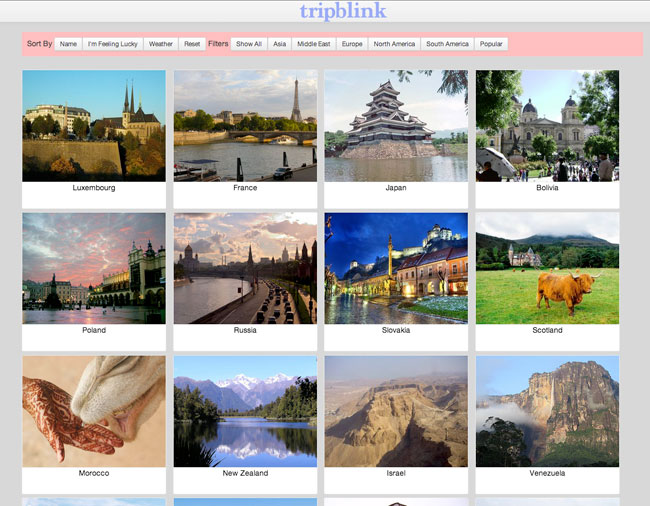 tripblink
Sort By Name I'm Feeling Lucky Weather Reset Filters Show All Asia Middle East Europe North America South America Popular
Luxembourg France Japan Bolivia
Poland Russia Slovakia Scotland
Morocco New Zealand Israel Venezuela